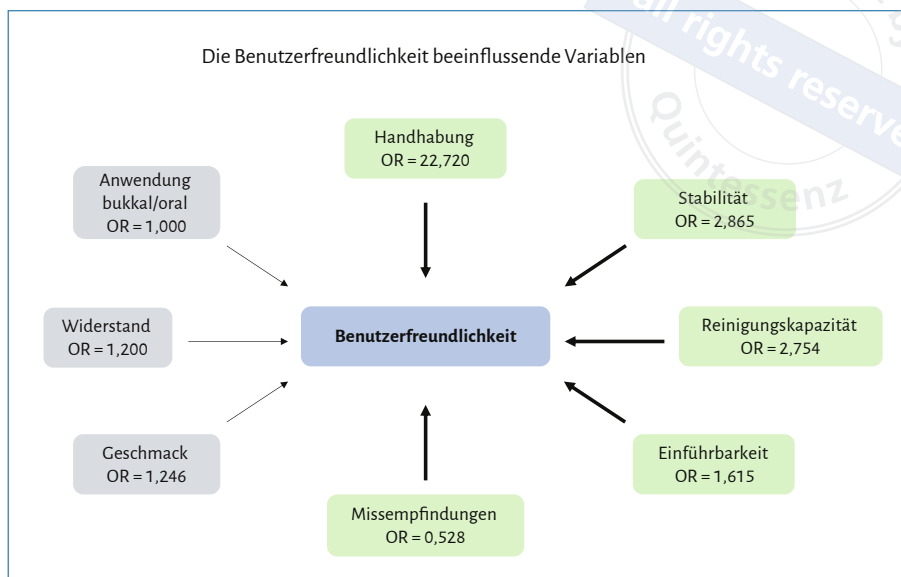 Die Benutzerfreundlichkeit beeinflussende Variablen
Handhabung
OR = 22,720
Anwendung
bukkal/oral
OR = 1,000
Stabilität
OR = 2,865
Widerstand
OR = 1,200
Benutzerfreundlichkeit
Reinigungskapazität
OR = 2,754
Geschmack
OR = 1,246
Einführbarkeit
OR = 1,615
Missempfindungen
OR = 0,528
all rights reserve
Quintessenz